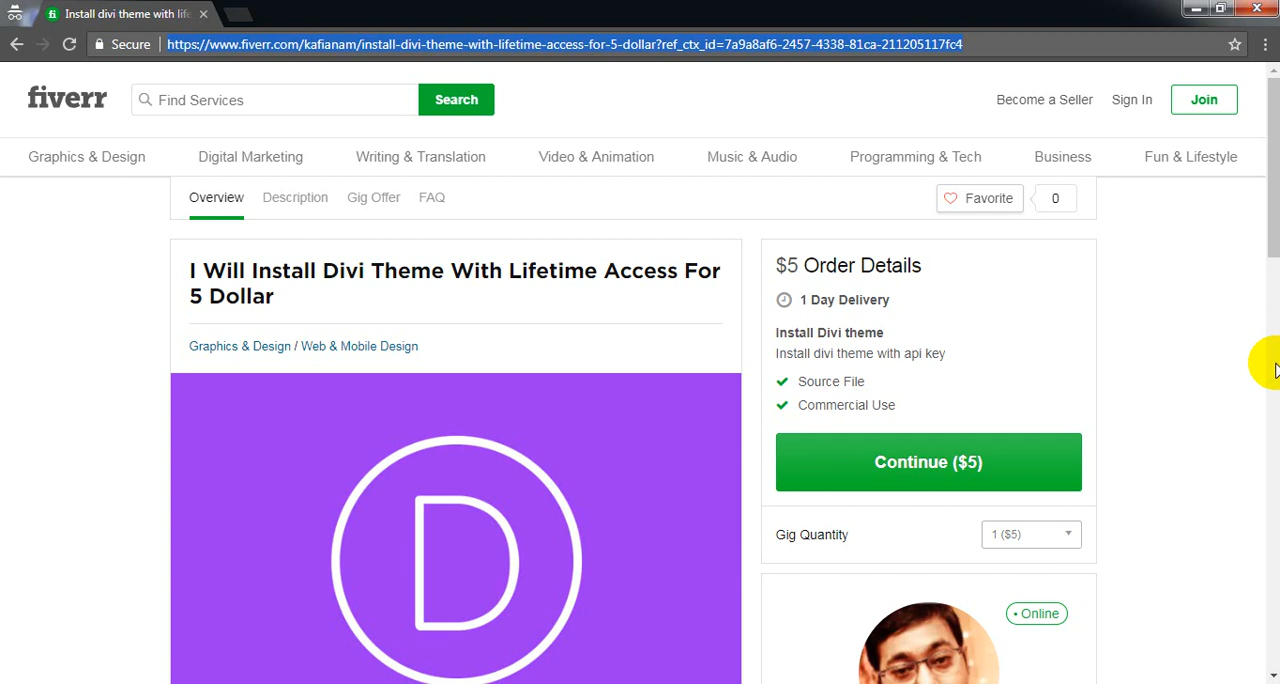 Install divi theme with life
Secure
https://www.fiverr.com/kafianam/install-divi-theme-with-lifetime-access-for-5-dollar?ref_ctx_id=7a9a8af6-2457-4338-81ca-211205117fc4
fiverr
Find Services
Search
Become a Seller
Sign In
Join
Graphics & Design
Digital Marketing
Writing & Translation
Video & Animation
Music & Audio
Programming & Tech
Business
Fun & Lifestyle
Overview
Description
Gig Offer
FAQ
Favorite
0
I Will Install Divi Theme With Lifetime Access For
5 Dollar
Graphics & Design / Web & Mobile Design
D
$5 Order Details
1 Day Delivery
Install Divi theme
Install divi theme with api key
Source File
Commercial Use
Continue ($5)
Gig Quantity
1 ($5)
• Online